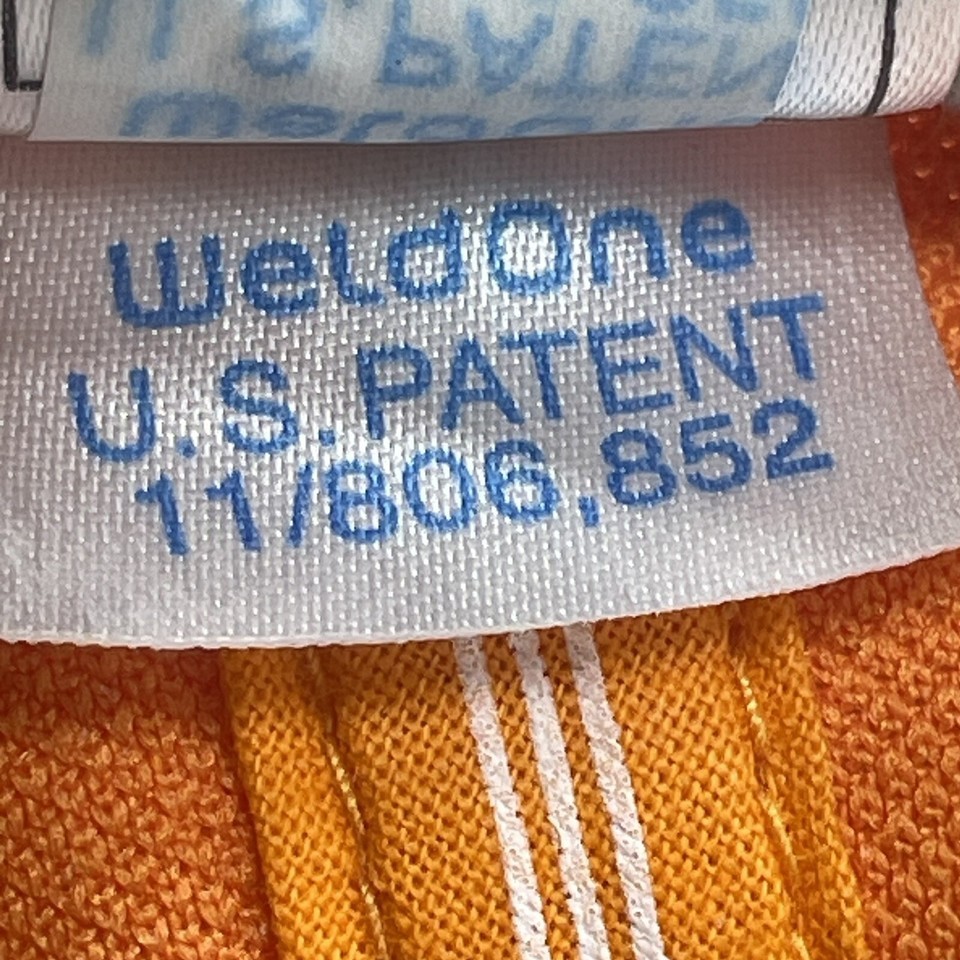 WeldOne
U.S.PATENT
11/806,852